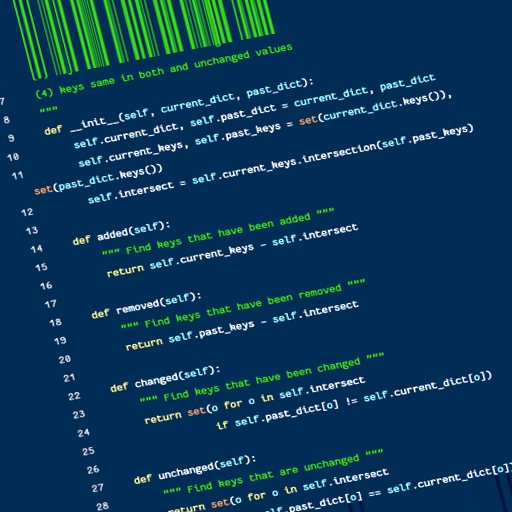 (4) keys same in both and unchanged values
7 """
8 def __init__(self, current_dict, past_dict):
9 self.current_dict, self.past_dict = current_dict, past_dict
10 self.current_keys, self.past_keys = set(current_dict.keys()),
11 set(past_dict.keys())
self.intersect = self.current_keys.intersection(self.past_keys)
12
13 def added(self):
14 """ Find keys that have been added """
15 return self.current_keys - self.intersect
16
17 def removed(self):
18 """ Find keys that have been removed """
19 return self.past_keys - self.intersect
20
21 def changed(self):
22 """ Find keys that have been changed """
23 return set(o for o in self.intersect
24 if self.past_dict[o] != self.current_dict[o])
25
26 def unchanged(self):
27 """ Find keys that are unchanged """
28 return set(o for o in self.intersect
.past_dict[o] == self.current_dict[o]